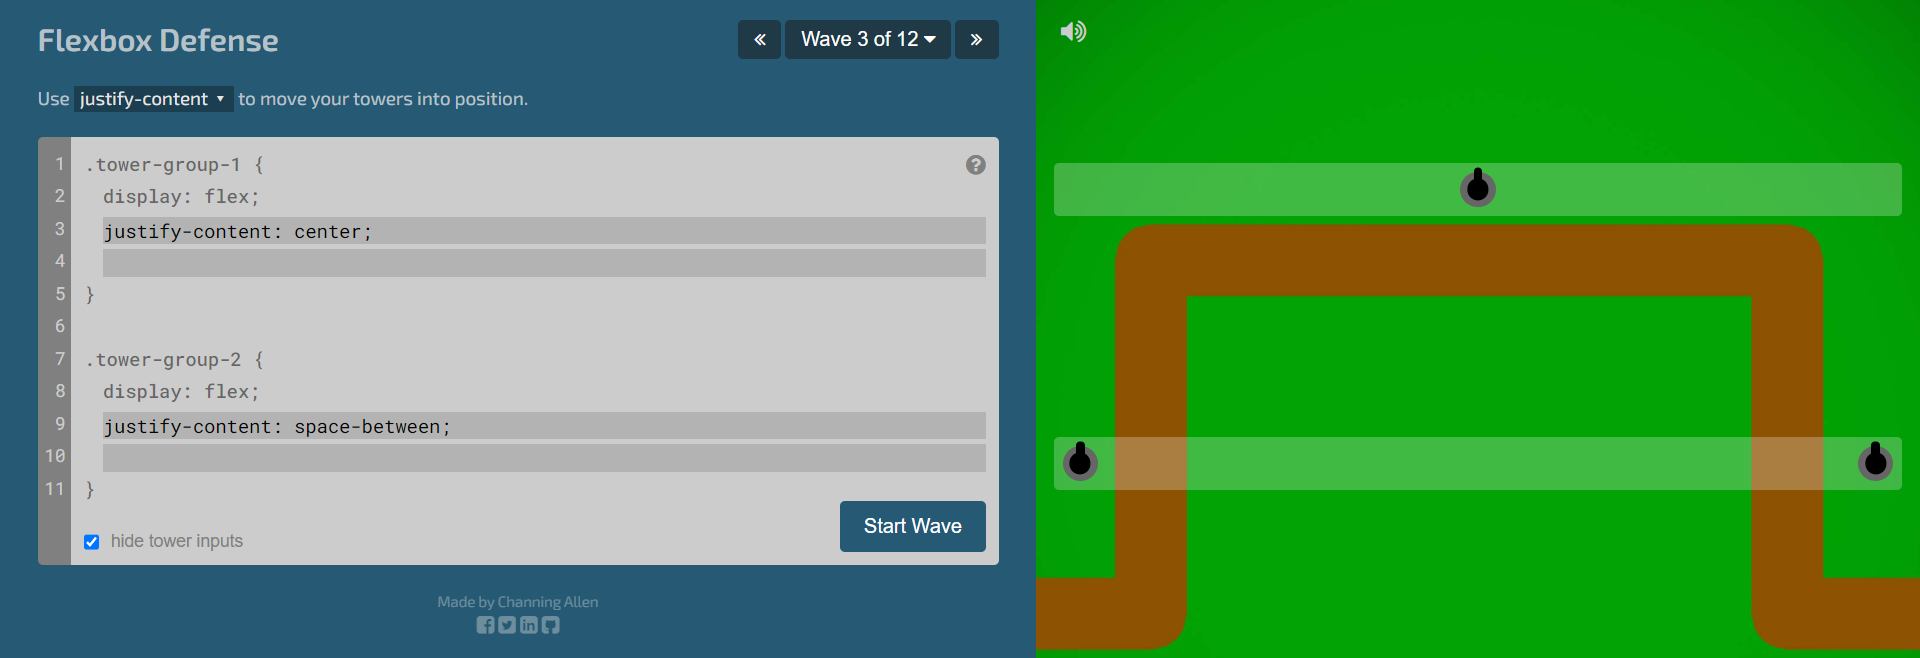 Flexbox Defense
« Wave 3 of 12 »
Use justify-content to move your towers into position.
1 .tower-group-1 {
2 display: flex;
3 justify-content: center;
4
5 }
6
7 .tower-group-2 {
8 display: flex;
9 justify-content: space-between;
10
11 }
hide tower inputs
Start Wave
Made by Channing Allen